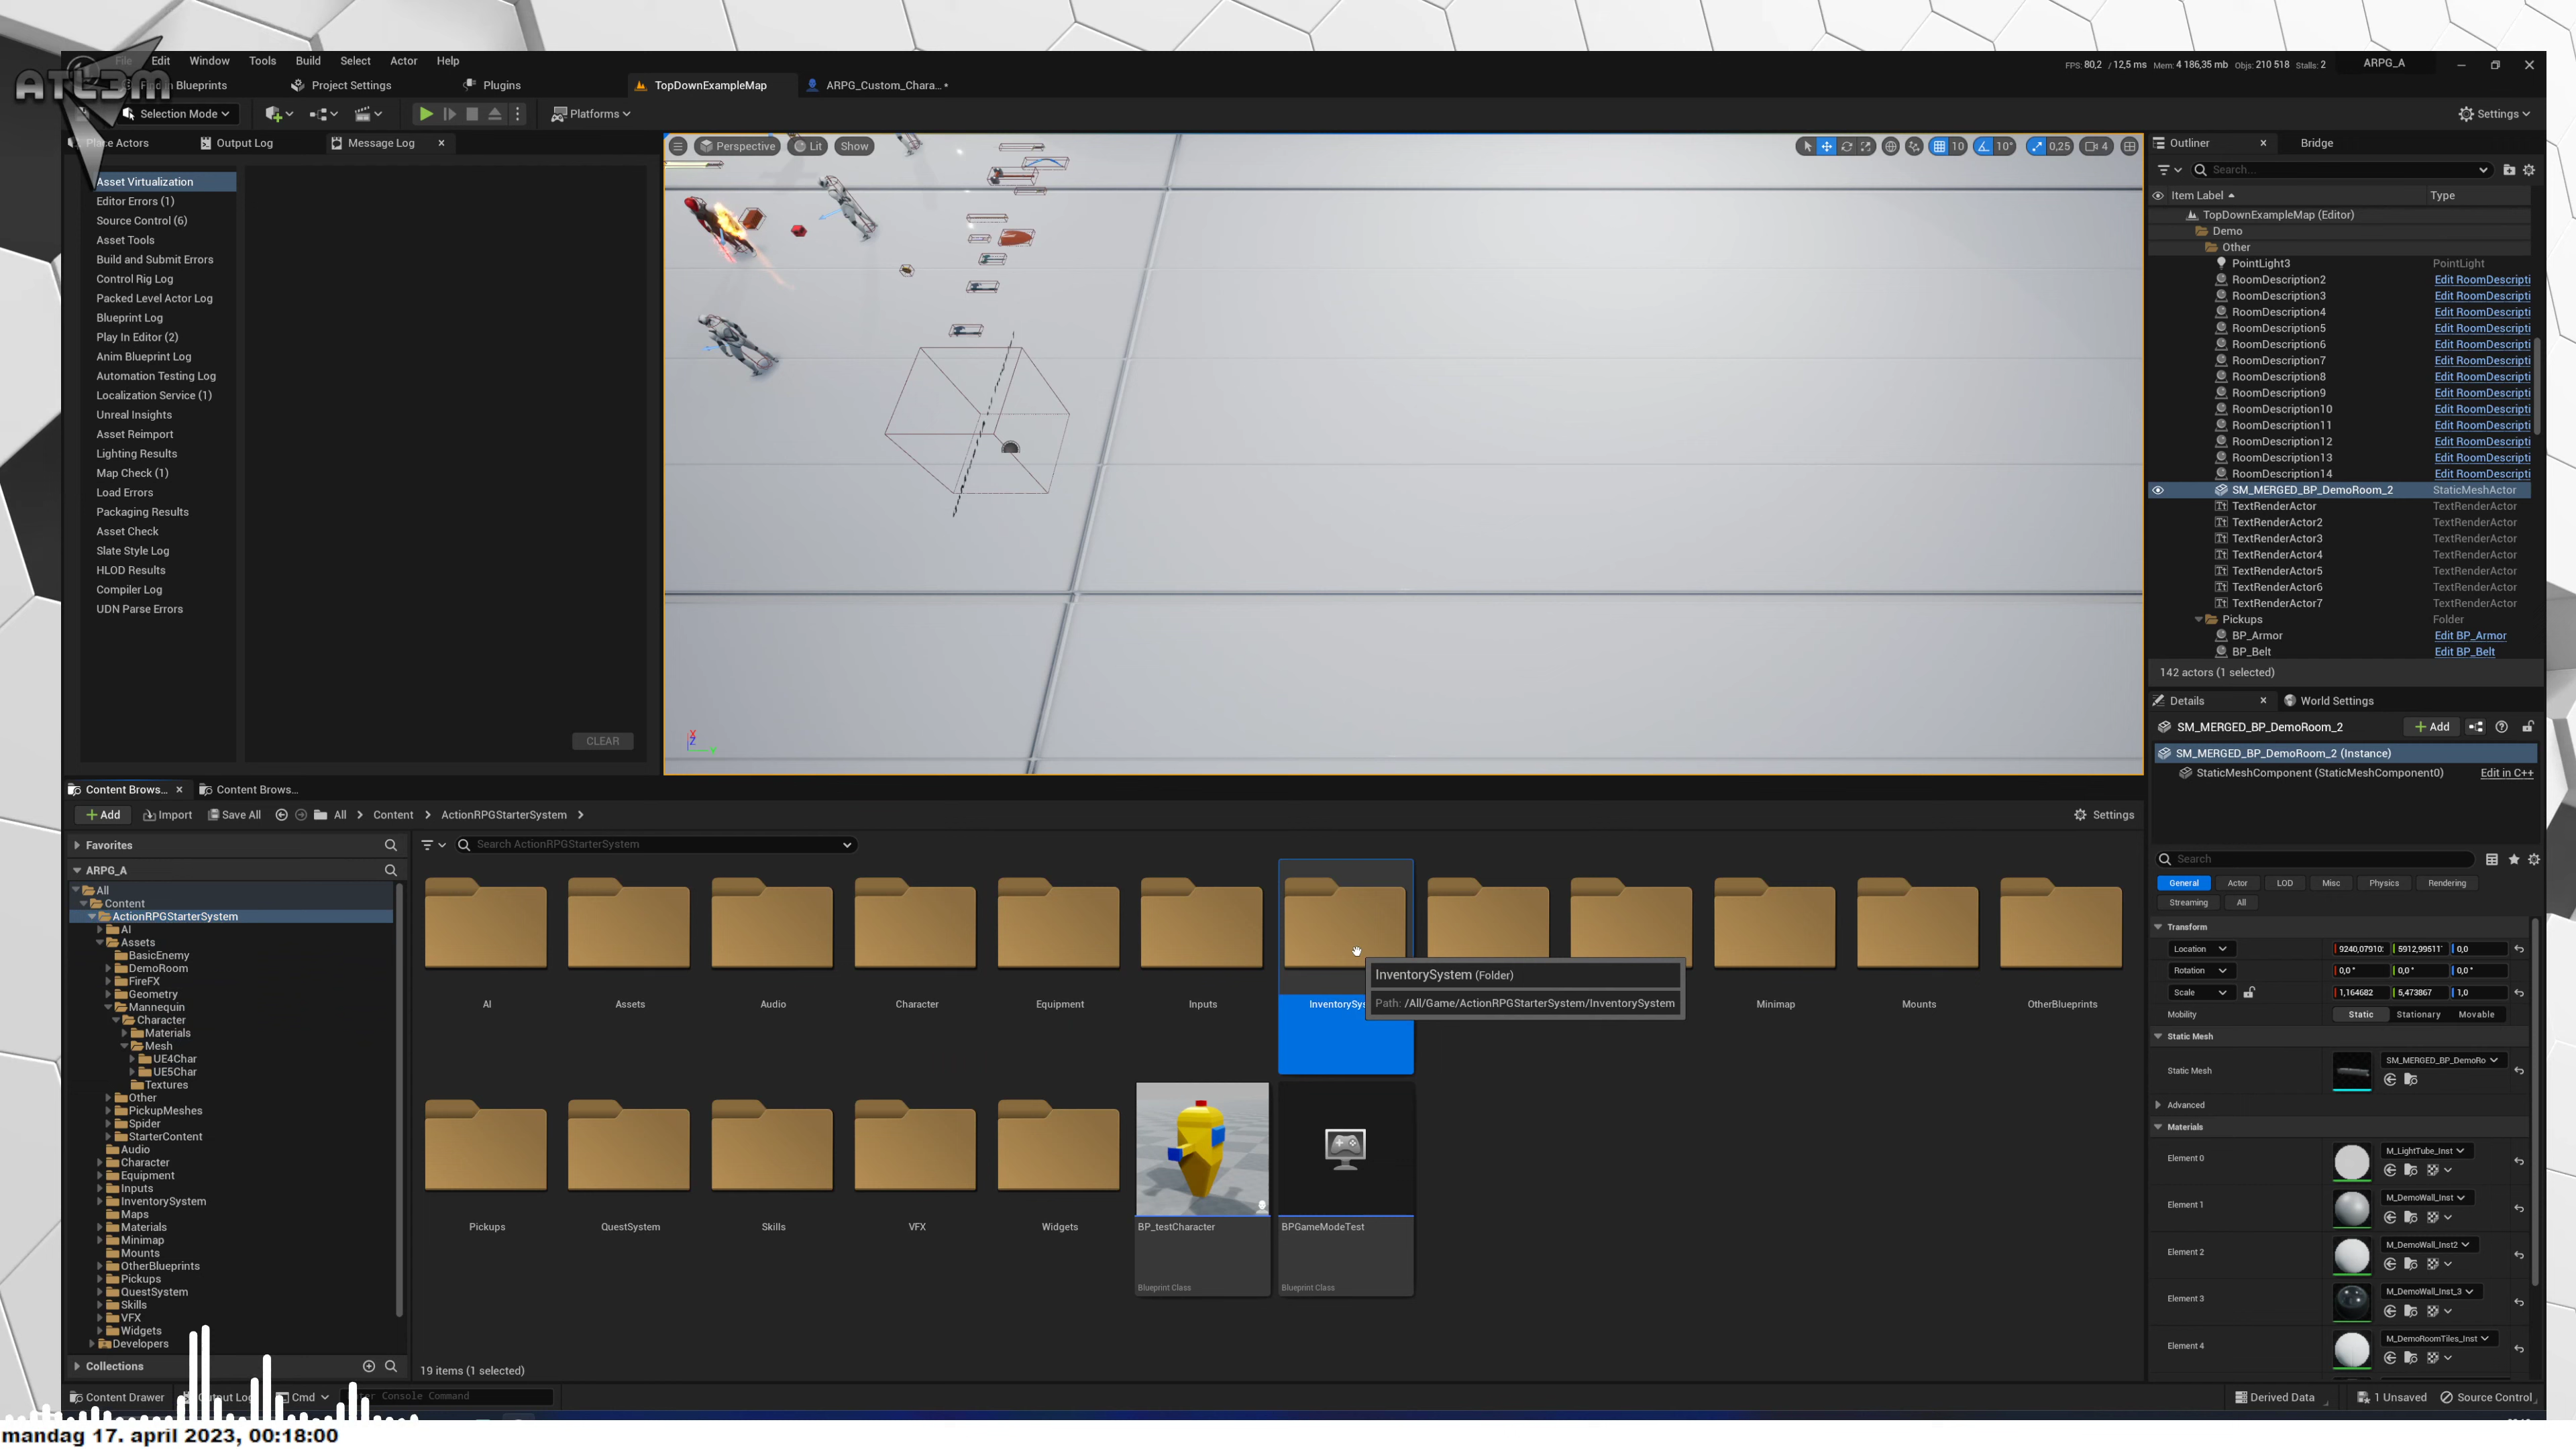 File Edit Window Tools Build Select Actor Help
FPS: 80,2 / 12,5 ms Mem: 4 186,35 mb Objs: 210 518 Stalls: 2 ARPG_A
ATL3M
Blueprints Project Settings Plugins TopDownExampleMap ARPG_Custom_Chara...•
Selection Mode Platforms Settings
Actors Output Log Message Log
Asset Virtualization
Editor Errors (1)
Source Control (6)
Asset Tools
Build and Submit Errors
Control Rig Log
Packed Level Actor Log
Blueprint Log
Play In Editor (2)
Anim Blueprint Log
Automation Testing Log
Localization Service (1)
Unreal Insights
Asset Reimport
Lighting Results
Map Check (1)
Load Errors
Packaging Results
Asset Check
Slate Style Log
HLOD Results
Compiler Log
UDN Parse Errors
CLEAR
Perspective Lit Show
10 10° 0,25 4
X
Z
Outliner Bridge
Search...
Item Label Type
TopDownExampleMap (Editor)
Demo
Other
PointLight3 PointLight
RoomDescription2 Edit RoomDescripti
RoomDescription3 Edit RoomDescripti
RoomDescription4 Edit RoomDescripti
RoomDescription5 Edit RoomDescripti
RoomDescription6 Edit RoomDescripti
RoomDescription7 Edit RoomDescripti
RoomDescription8 Edit RoomDescripti
RoomDescription9 Edit RoomDescripti
RoomDescription10 Edit RoomDescripti
RoomDescription11 Edit RoomDescripti
RoomDescription12 Edit RoomDescripti
RoomDescription13 Edit RoomDescripti
RoomDescription14 Edit RoomDescripti
SM_MERGED_BP_DemoRoom_2 StaticMeshActor
TextRenderActor TextRenderActor
TextRenderActor2 TextRenderActor
TextRenderActor3 TextRenderActor
TextRenderActor4 TextRenderActor
TextRenderActor5 TextRenderActor
TextRenderActor6 TextRenderActor
TextRenderActor7 TextRenderActor
Pickups Folder
BP_Armor Edit BP_Armor
BP_Belt Edit BP_Belt
142 actors (1 selected)
Details World Settings
SM_MERGED_BP_DemoRoom_2 Add
SM_MERGED_BP_DemoRoom_2 (Instance)
StaticMeshComponent (StaticMeshComponent0) Edit in C++
Search
General Actor LOD Misc Physics Rendering
Streaming All
Transform
Location 9240,07910 5912,99511 0,0
Rotation 0,0° 0,0° 0,0°
Scale 1,164682 5,473867 1,0
Mobility Static Stationary Movable
Static Mesh
Static Mesh SM_MERGED_BP_DemoRo
Advanced
Materials
Element 0 M_LightTube_Inst
Element 1 M_DemoWall_Inst
Element 2 M_DemoWall_Inst2
Element 3 M_DemoWall_Inst_3
Element 4 M_DemoRoomTiles_Inst
Content Brows... Content Brows...
Add Import Save All All Content ActionRPGStarterSystem Settings
Favorites
Search ActionRPGStarterSystem
ARPG_A
All
Content
ActionRPGStarterSystem
AI
Assets
BasicEnemy
DemoRoom
FireFX
Geometry
Mannequin
Character
Materials
Mesh
UE4Char
UE5Char
Textures
Other
PickupMeshes
Spider
StarterContent
Audio
Character
Equipment
Inputs
InventorySystem
Maps
Materials
Minimap
Mounts
OtherBlueprints
Pickups
QuestSystem
Skills
VFX
Widgets
Developers
Collections
AI Assets Audio Character Equipment Inputs InventorySys Minimap Mounts OtherBlueprints
InventorySystem (Folder)
Path: /All/Game/ActionRPGStarterSystem/InventorySystem
Pickups QuestSystem Skills VFX Widgets BP_testCharacter BPGameModeTest
Blueprint Class Blueprint Class
19 items (1 selected)
Content Drawer Cmd Console Command Derived Data 1 Unsaved Source Control
mandag 17. april 2023, 00:18:00